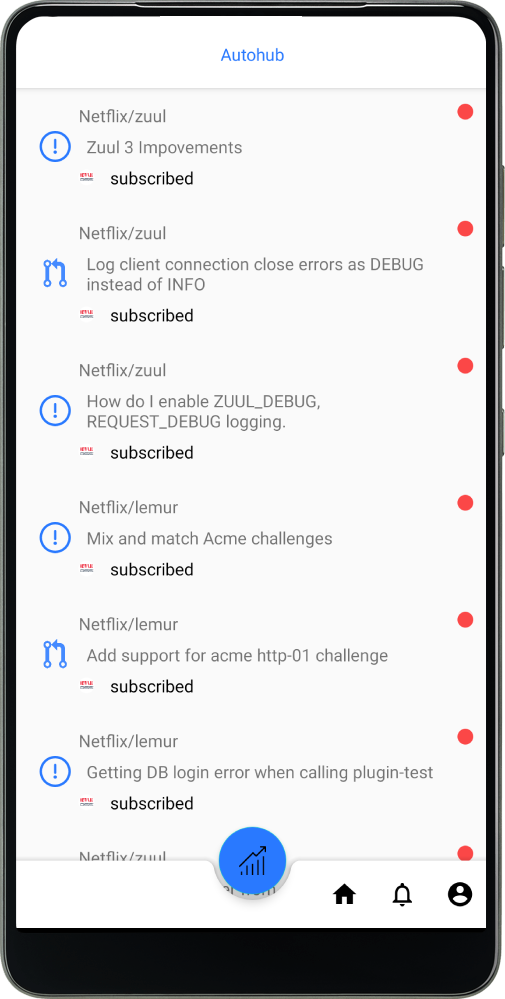 Autohub
Netflix/zuul
Zuul 3 Impovements
subscribed
Netflix/zuul
Log client connection close errors as DEBUG
instead of INFO
subscribed
Netflix/zuul
How do I enable ZUUL_DEBUG,
REQUEST_DEBUG logging.
subscribed
Netflix/lemur
Mix and match Acme challenges
subscribed
Netflix/lemur
Add support for acme http-01 challenge
subscribed
Netflix/lemur
Getting DB login error when calling plugin-test
subscribed
Netflix/zuul